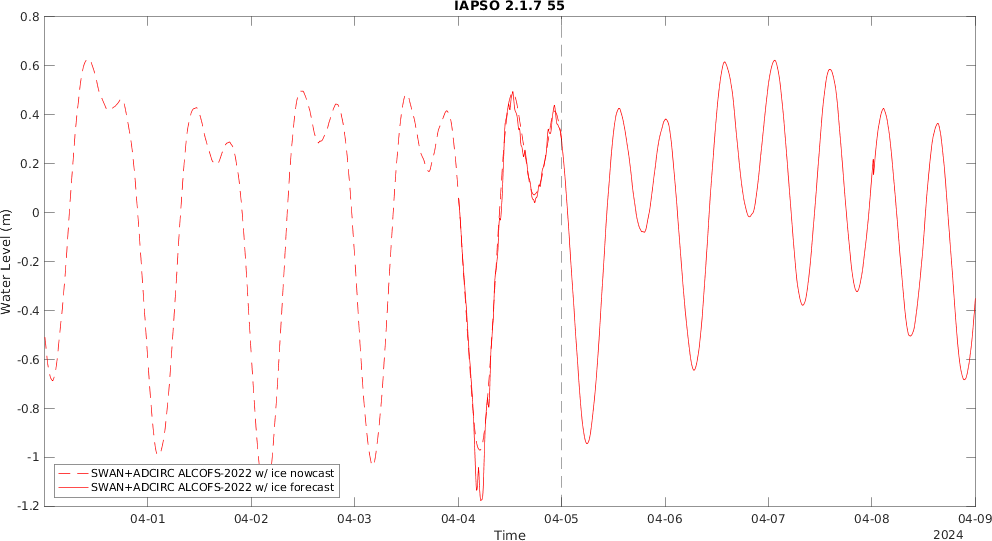 IAPSO 2.1.7 55
0.8
0.6
0.4
0.2
0
-0.2
-0.4
-0.6
-0.8
-1
-1.2
Water Level (m)
SWAN+ADCIRC ALCOFS-2022 w/ ice nowcast
SWAN+ADCIRC ALCOFS-2022 w/ ice forecast
04-01 04-02 04-03 04-04 04-05 04-06 04-07 04-08 04-09
Time
2024